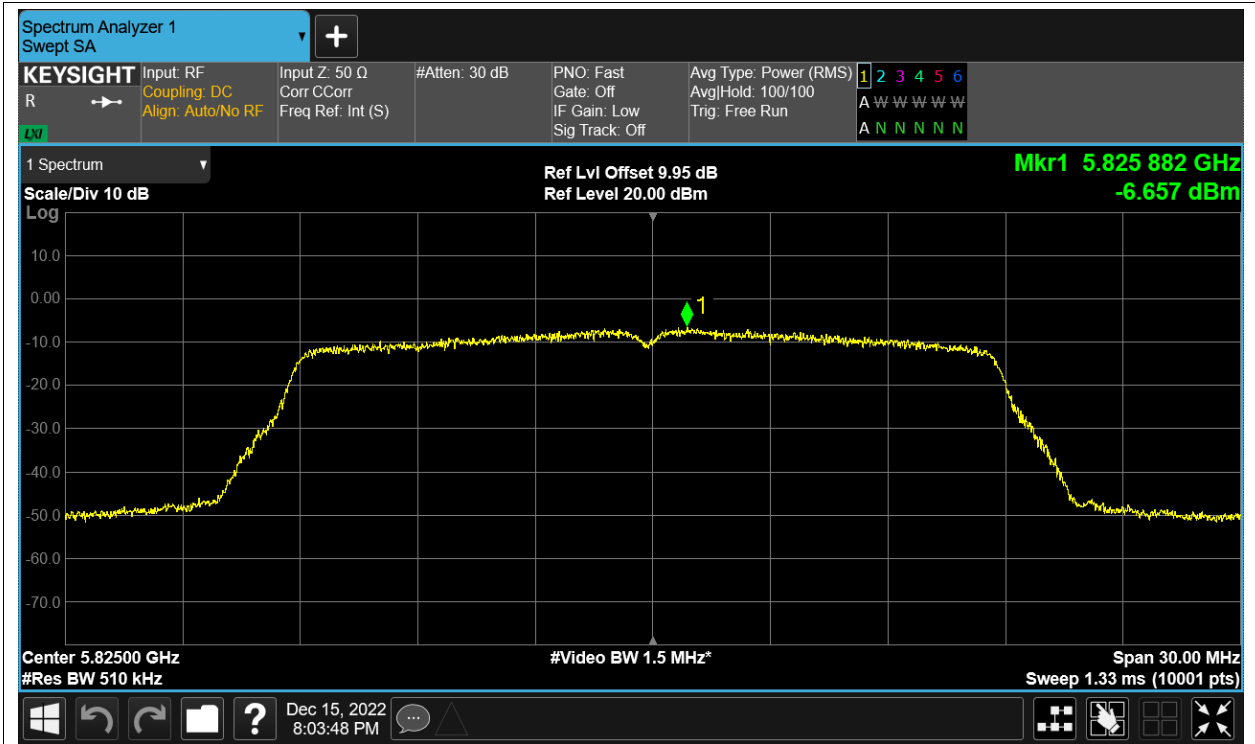 Spectrum Analyzer 1
Swept SA
KEYSIGHT
R
LXI
Input: RF
Coupling: DC
Align: Auto/No RF
Input Z: 50 Ω
Corr CCorr
Freq Ref: Int (S)
#Atten: 30 dB
PNO: Fast
Gate: Off
IF Gain: Low
Sig Track: Off
Avg Type: Power (RMS)
Avg|Hold: 100/100
Trig: Free Run
1 2 3 4 5 6
A W W W W W
A N N N N N
1 Spectrum
Scale/Div 10 dB
Log
Ref Lvl Offset 9.95 dB
Ref Level 20.00 dBm
Mkr1 5.825 882 GHz
-6.657 dBm
10.0
0.00
-10.0
-20.0
-30.0
-40.0
-50.0
-60.0
-70.0
1
Center 5.82500 GHz
#Res BW 510 kHz
#Video BW 1.5 MHz*
Span 30.00 MHz
Sweep 1.33 ms (10001 pts)
?
Dec 15, 2022
8:03:48 PM